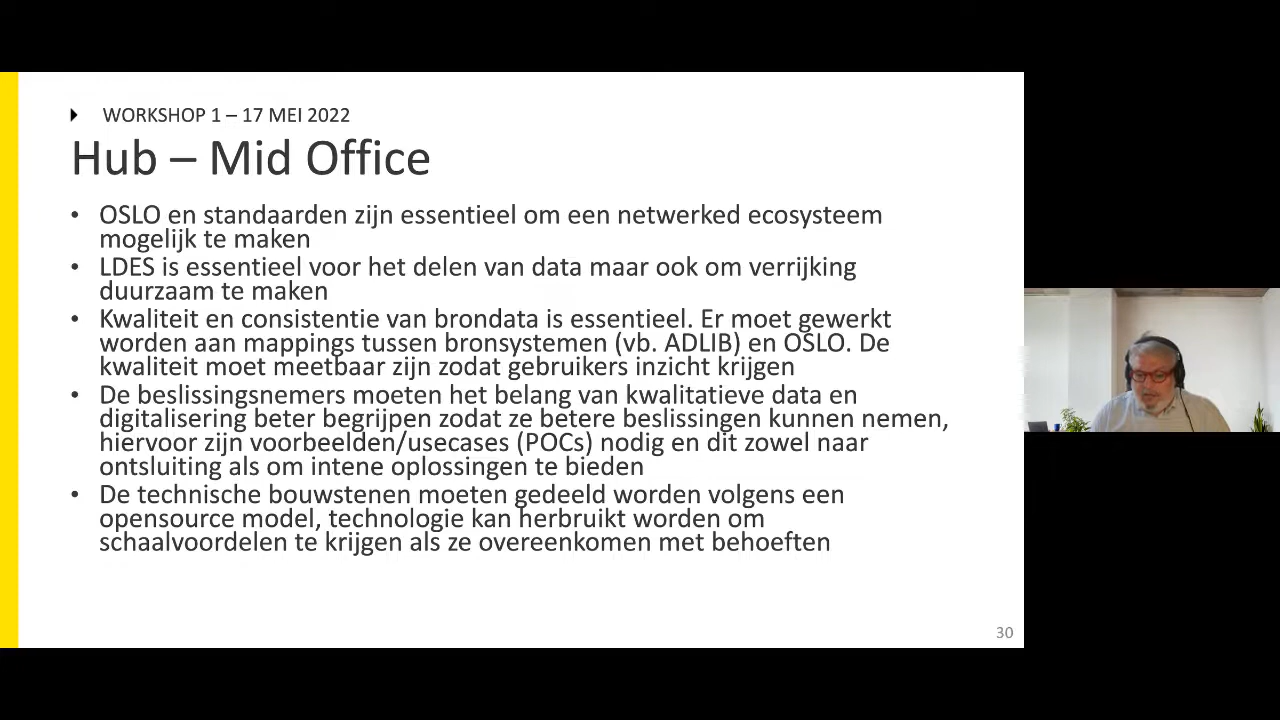 WORKSHOP 1 – 17 MEI 2022
Hub – Mid Office
• OSLO en standaarden zijn essentieel om een netwerked ecosysteem
mogelijk te maken
• LDES is essentieel voor het delen van data maar ook om verrijking
duurzaam te maken
• Kwaliteit en consistentie van brondata is essentieel. Er moet gewerkt
worden aan mappings tussen bronsystemen (vb. ADLIB) en OSLO. De
kwaliteit moet meetbaar zijn zodat gebruikers inzicht krijgen
• De beslissingsnemers moeten het belang van kwalitatieve data en
digitalisering beter begrijpen zodat ze betere beslissingen kunnen nemen,
hiervoor zijn voorbeelden/usecases (POCs) nodig en dit zowel naar
ontsluiting als om intene oplossingen te bieden
• De technische bouwstenen moeten gedeeld worden volgens een
opensource model, technologie kan herbruikt worden om
schaalvoordelen te krijgen als ze overeenkomen met behoeften
30